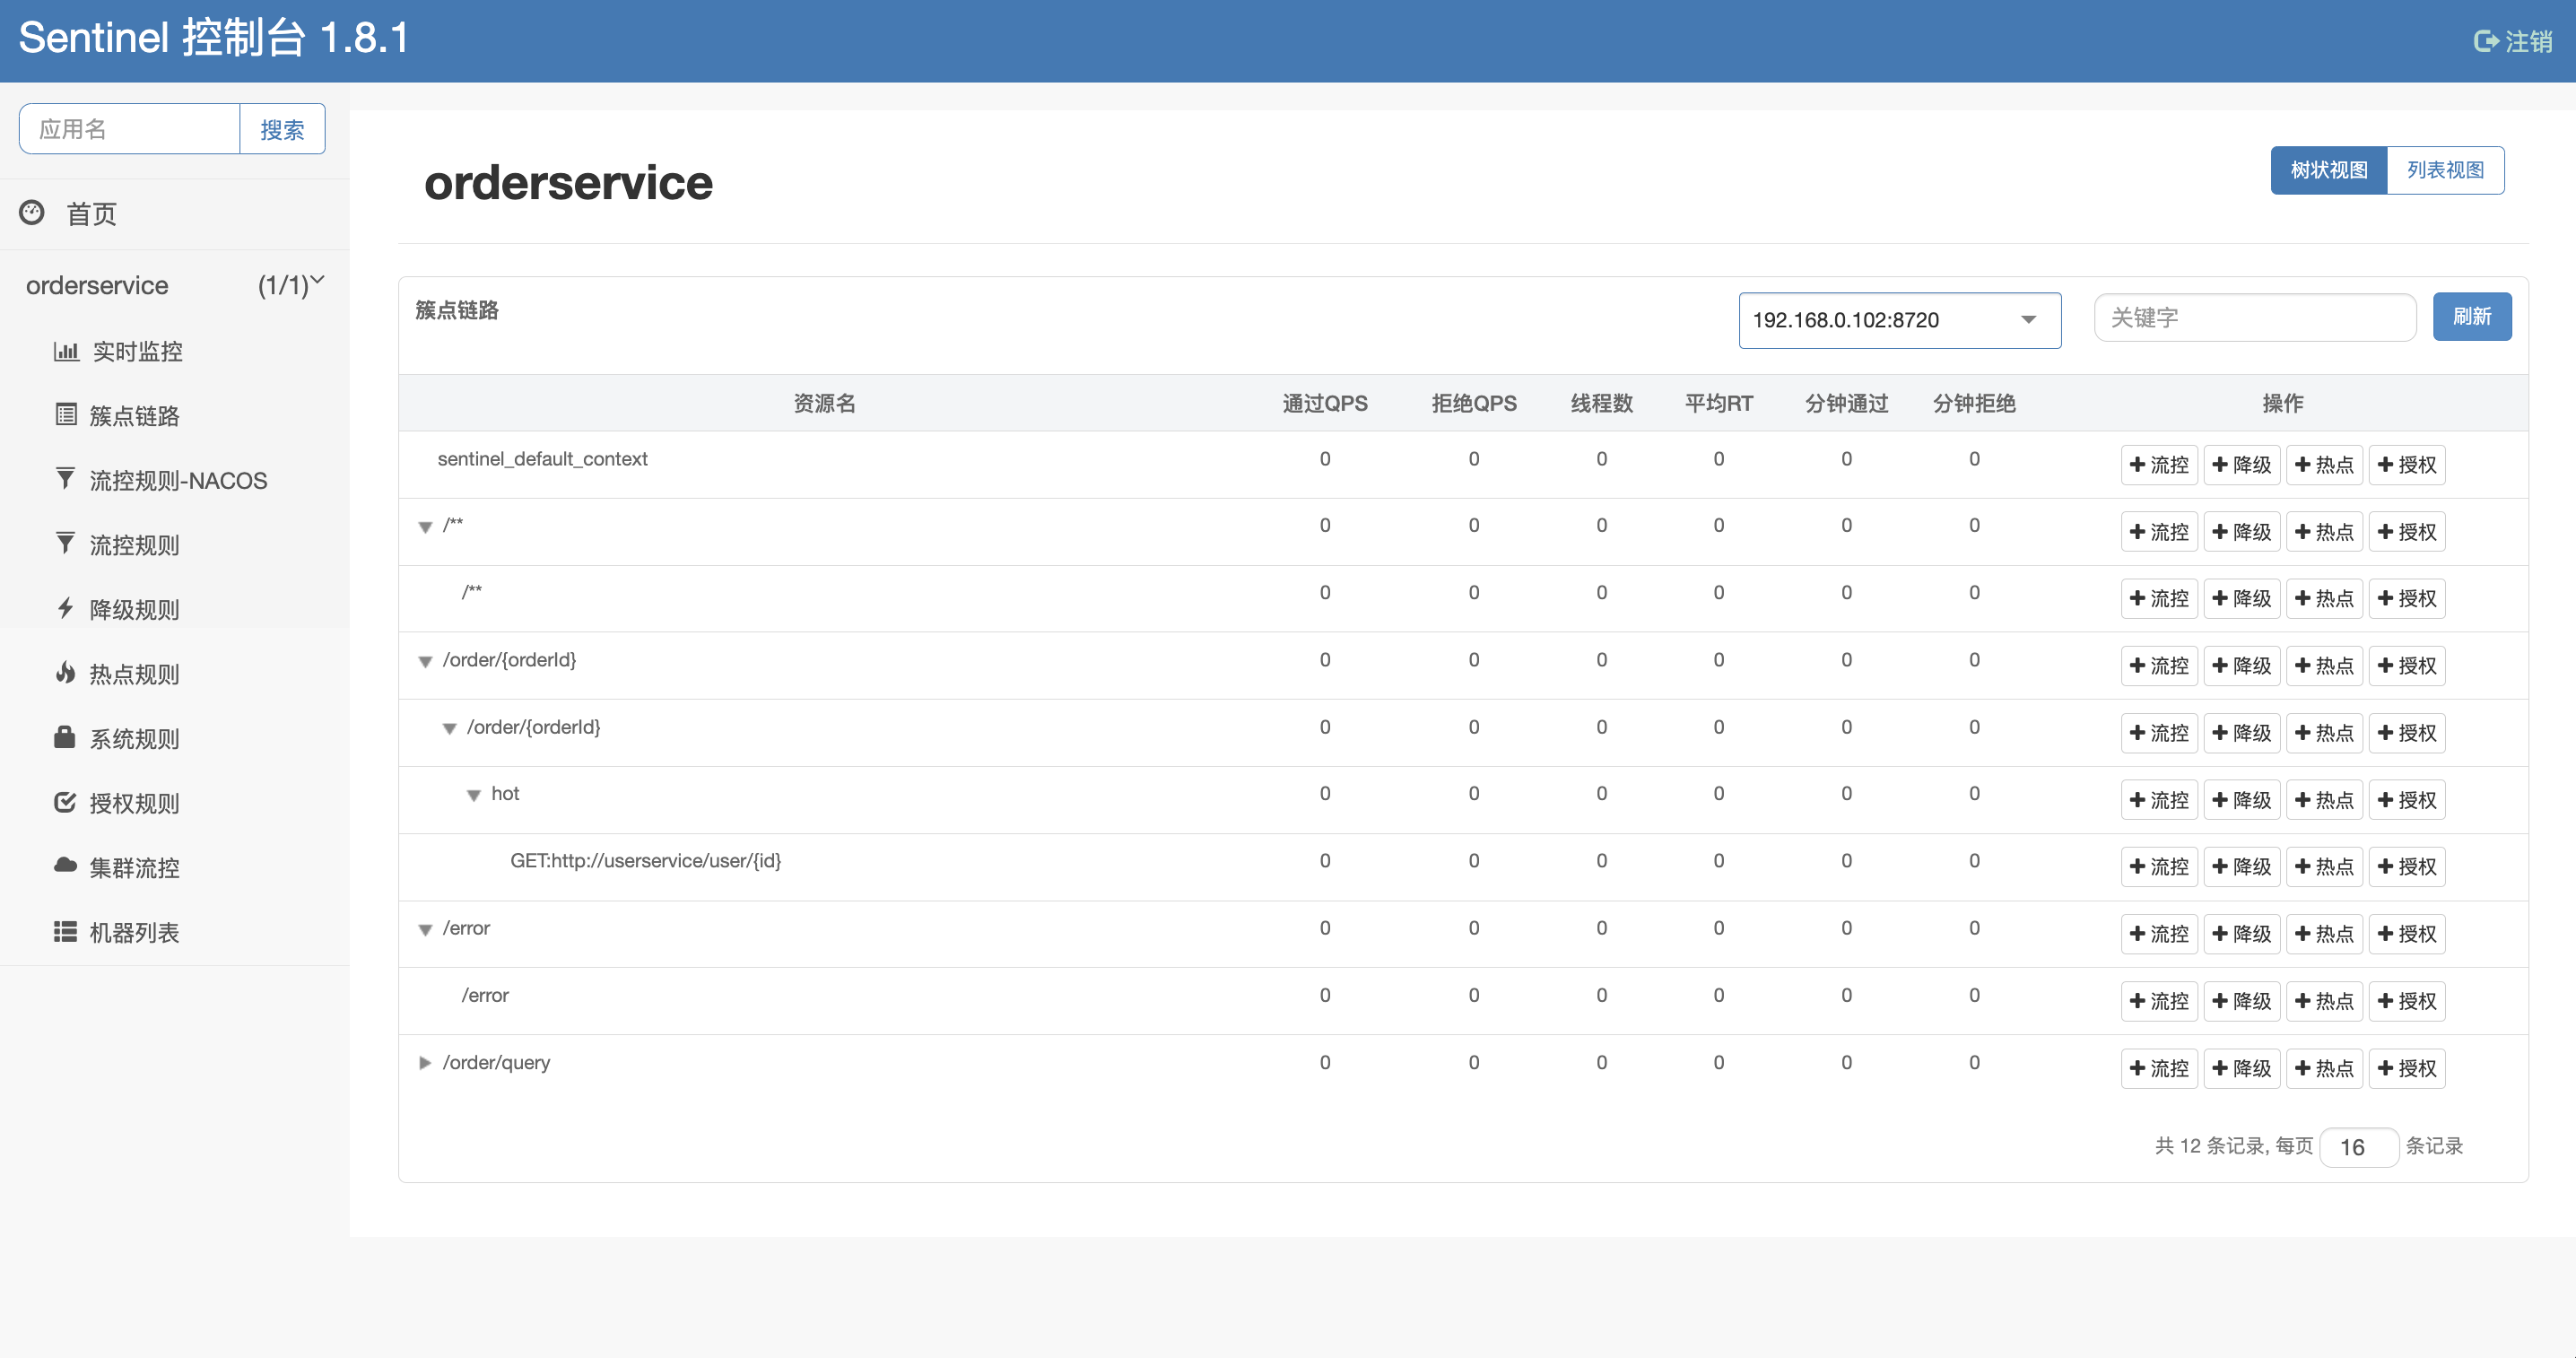 Sentinel 控制台 1.8.1
注销
应用名 搜索
首页
orderservice (1/1)
实时监控
簇点链路
流控规则-NACOS
流控规则
降级规则
热点规则
系统规则
授权规则
集群流控
机器列表
orderservice
树状视图 列表视图
簇点链路 192.168.0.102:8720 关键字 刷新
资源名 通过QPS 拒绝QPS 线程数 平均RT 分钟通过 分钟拒绝 操作
sentinel_default_context 0 0 0 0 0 0 流控 降级 热点 授权
/** 0 0 0 0 0 0 流控 降级 热点 授权
/** 0 0 0 0 0 0 流控 降级 热点 授权
/order/{orderId} 0 0 0 0 0 0 流控 降级 热点 授权
/order/{orderId} 0 0 0 0 0 0 流控 降级 热点 授权
hot 0 0 0 0 0 0 流控 降级 热点 授权
GET:http://userservice/user/{id} 0 0 0 0 0 0 流控 降级 热点 授权
/error 0 0 0 0 0 0 流控 降级 热点 授权
/error 0 0 0 0 0 0 流控 降级 热点 授权
/order/query 0 0 0 0 0 0 流控 降级 热点 授权
共 12 条记录, 每页 16 条记录